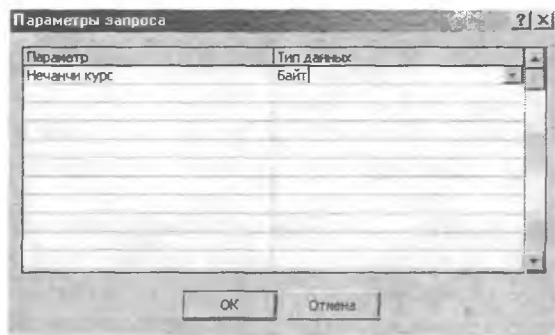 Параметры запроса
Параметр Тип данных
Нечанчи курс Байт
ОК Отмена